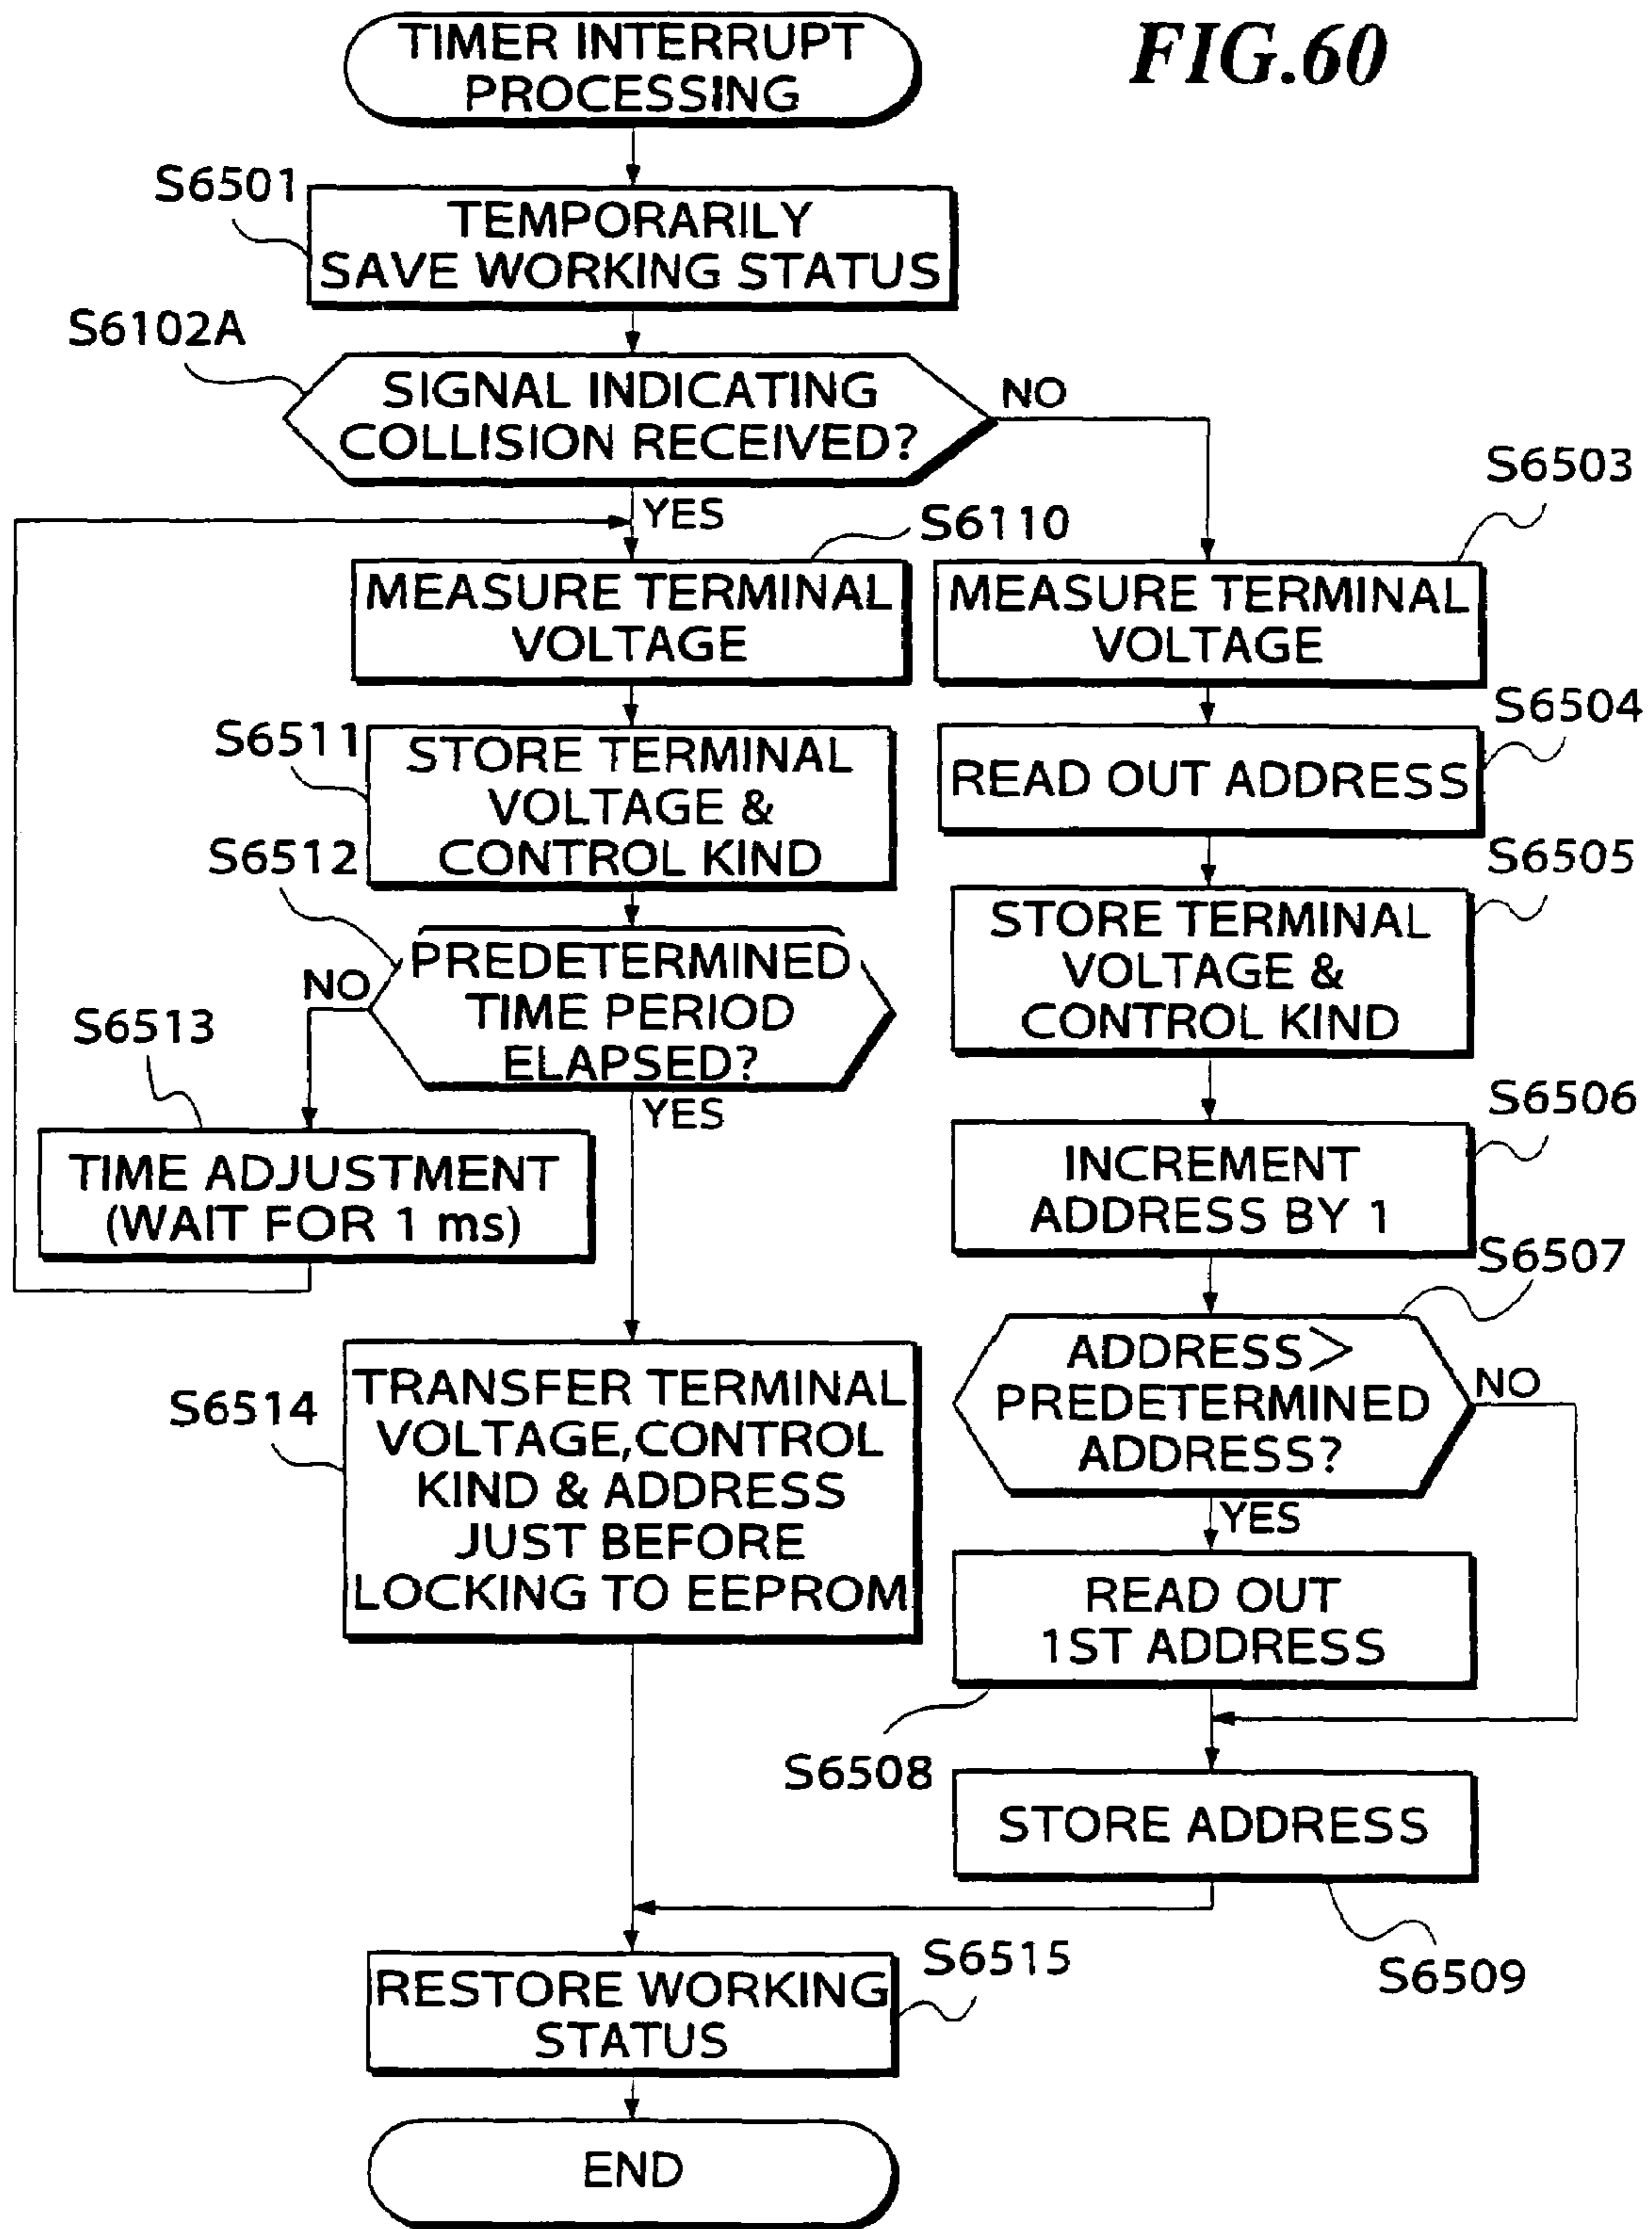 FIG.60
TIMER INTERRUPT
PROCESSING
S6501
TEMPORARILY
SAVE WORKING STATUS
S6102A
SIGNAL INDICATING
COLLISION RECEIVED?
NO
YES
S6110
MEASURE TERMINAL
VOLTAGE
S6511
STORE TERMINAL
VOLTAGE &
CONTROL KIND
S6512
PREDETERMINED
TIME PERIOD
ELAPSED?
NO
YES
S6513
TIME ADJUSTMENT
(WAIT FOR 1 ms)
S6514
TRANSFER TERMINAL
VOLTAGE,CONTROL
KIND & ADDRESS
JUST BEFORE
LOCKING TO EEPROM
S6503
MEASURE TERMINAL
VOLTAGE
S6504
READ OUT ADDRESS
S6505
STORE TERMINAL
VOLTAGE &
CONTROL KIND
S6506
INCREMENT
ADDRESS BY 1
S6507
ADDRESS>
PREDETERMINED
ADDRESS?
NO
YES
READ OUT
1ST ADDRESS
S6508
STORE ADDRESS
S6509
S6515
RESTORE WORKING
STATUS
END